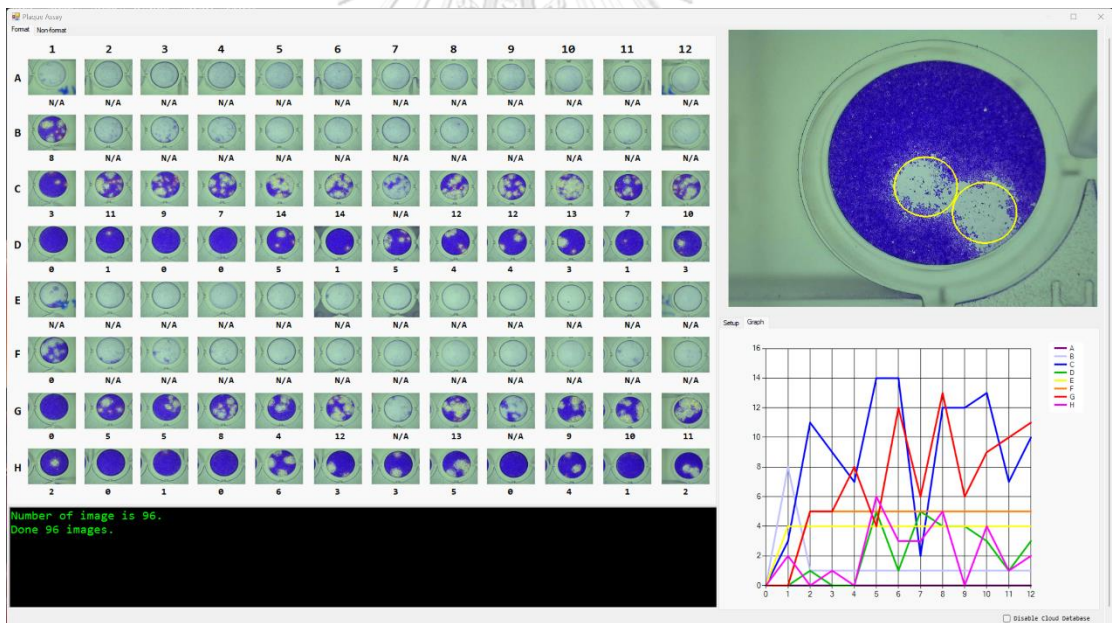 Plaque Assay
Format Non-format
1 2 3 4 5 6 7 8 9 10 11 12
A
N/A N/A N/A N/A N/A N/A N/A N/A N/A N/A N/A N/A
B
8 N/A N/A N/A N/A N/A N/A N/A N/A N/A N/A N/A
C
3 11 9 7 14 14 N/A 12 12 13 7 10
D
0 1 0 0 5 1 5 4 4 3 1 3
E
N/A N/A N/A N/A N/A N/A N/A N/A N/A N/A N/A N/A
F
0 N/A N/A N/A N/A N/A N/A N/A N/A N/A N/A N/A
G
0 5 5 8 4 12 N/A 13 N/A 9 10 11
H
2 0 1 0 6 3 3 5 0 4 1 2
Number of image is 96.
Done 96 images.
Setup Graph
16
14
12
10
8
6
4
2
0
0 1 2 3 4 5 6 7 8 9 10 11 12
A
B
C
D
E
F
G
H
Disable Cloud Database